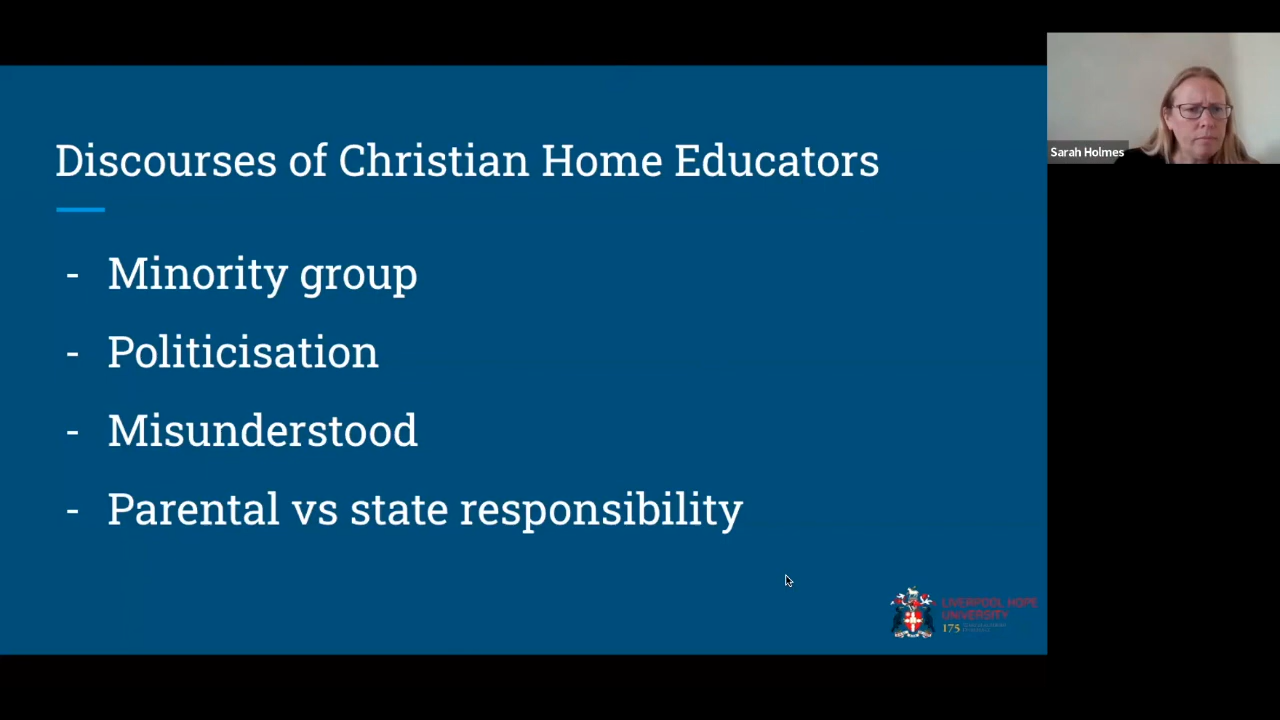 Discourses of Christian Home Educators
- Minority group
- Politicisation
- Misunderstood
- Parental vs state responsibility
Sarah Holmes
LIVERPOOL HOPE
UNIVERSITY
175